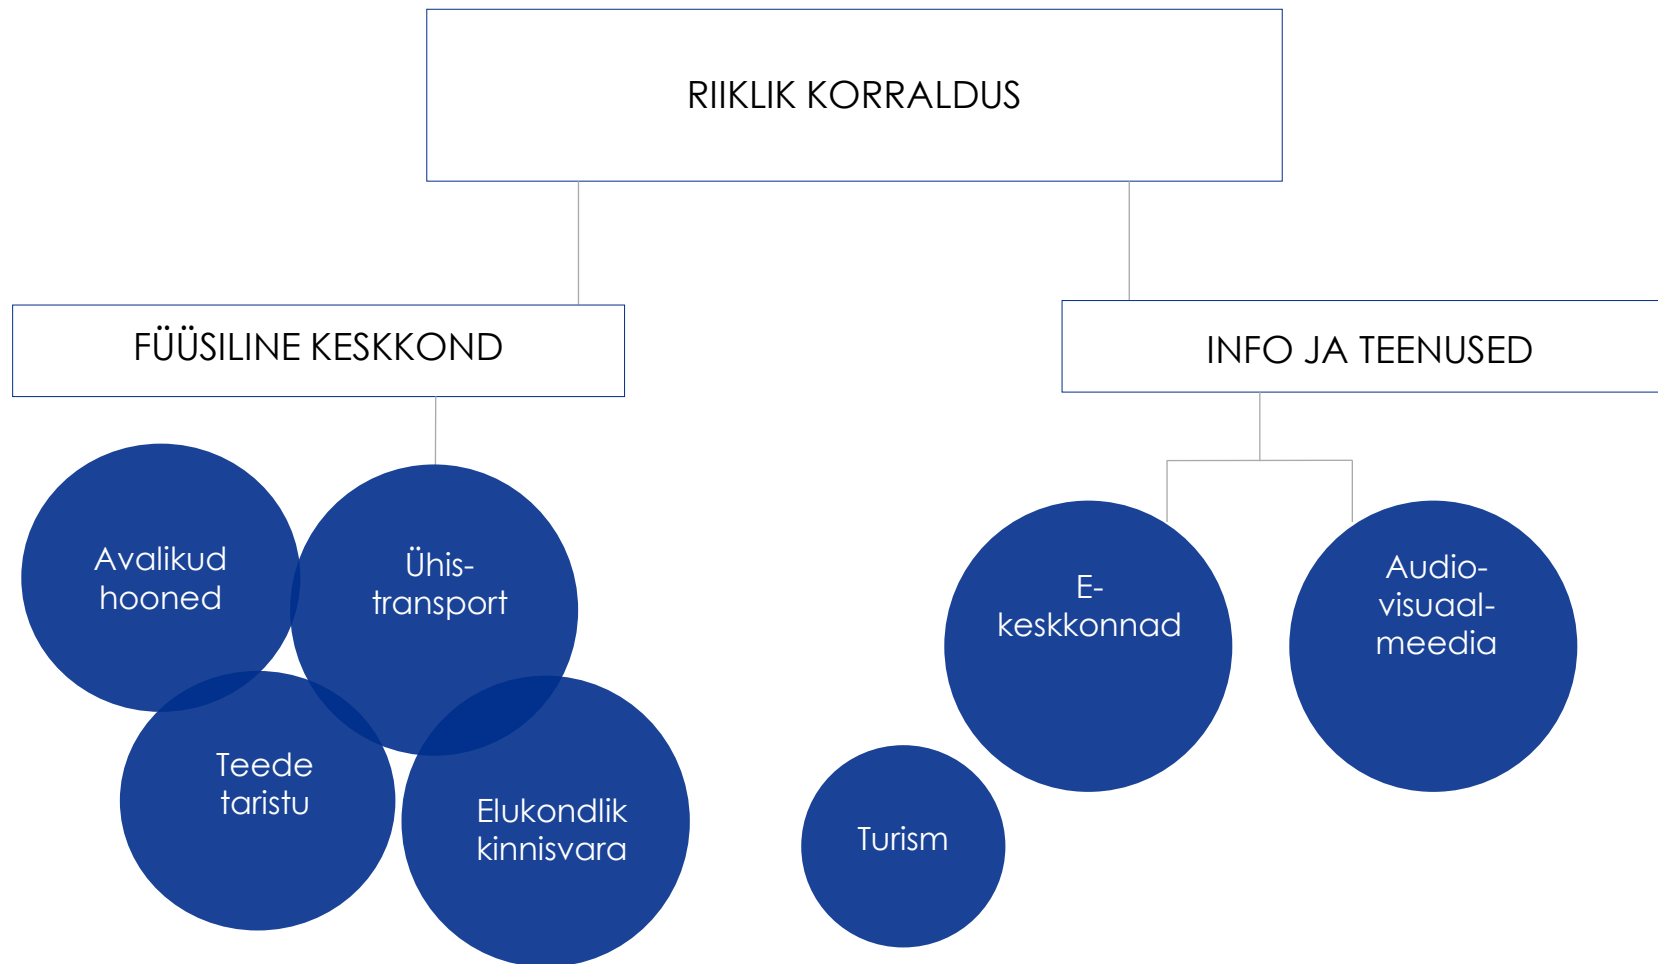 RIIKLIK KORRALDUS
FÜÜSILINE KESKKOND
INFO JA TEENUSED
Avalikud
hooned
Ühis-
transport
Teede
taristu
Elukondlik
kinnisvara
E-
keskkonnad
Audio-
visuaal-
meedia
Turism